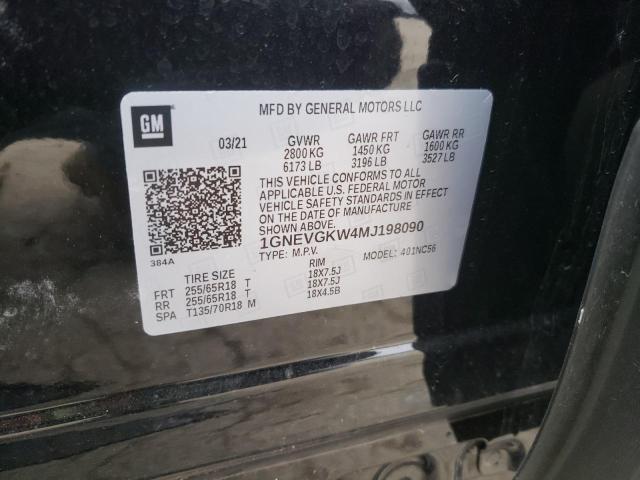 GM
MFD BY GENERAL MOTORS LLC
03/21 GVWR GAWR FRT GAWR RR
2800 KG 1450 KG 1600 KG
6173 LB 3196 LB 3527 LB
THIS VEHICLE CONFORMS TO ALL
APPLICABLE U.S. FEDERAL MOTOR
VEHICLE SAFETY STANDARDS IN EFFECT
ON THE DATE OF MANUFACTURE
SHOWN ABOVE.
1GNEVGKW4MJ198090
TYPE: M.P.V. MODEL: 401NC56
384A
TIRE SIZE RIM
FRT 255/65R18 T 18X7.5J
RR 255/65R18 T 18X7.5J
SPA T135/70R18 M 18X4.5B